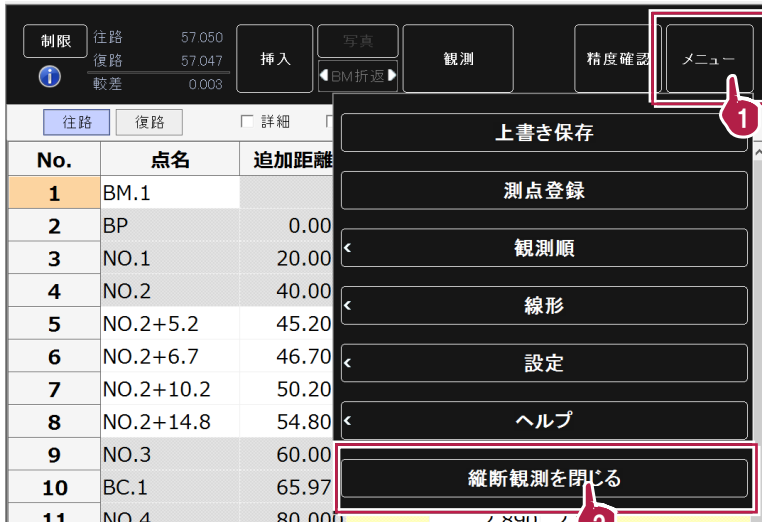 制限
往路 57.050
復路 57.047
較差 0.003
挿入
写真
BM折返
観測
精度確認
メニュー
1
往路
復路
詳細
No. 点名 追加距離
1 BM.1
2 BP 0.00
3 NO.1 20.00
4 NO.2 40.00
5 NO.2+5.2 45.20
6 NO.2+6.7 46.70
7 NO.2+10.2 50.20
8 NO.2+14.8 54.80
9 NO.3 60.00
10 BC.1 65.97
11 NO.4 80.000
上書き保存
測点登録
観測順
線形
設定
ヘルプ
縦断観測を閉じる
2